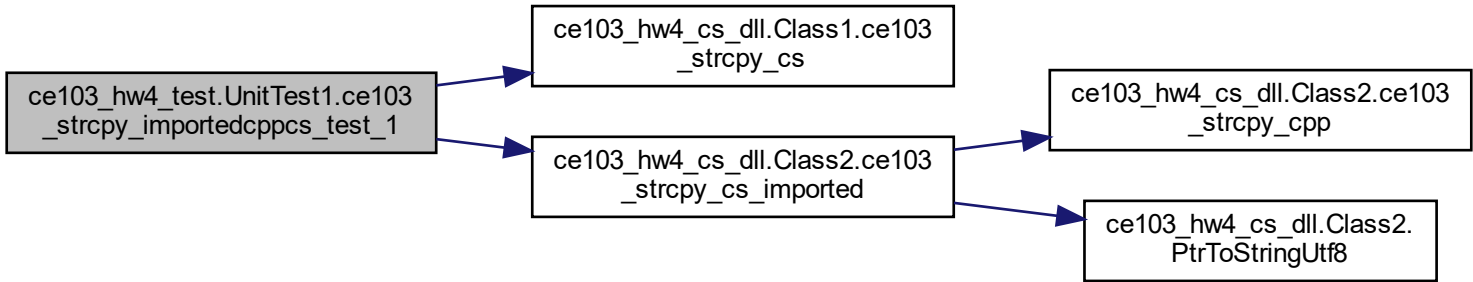 ce103_hw4_test.UnitTest1.ce103
_strcpy_importedcppcs_test_1
ce103_hw4_cs_dll.Class1.ce103
_strcpy_cs
ce103_hw4_cs_dll.Class2.ce103
_strcpy_cs_imported
ce103_hw4_cs_dll.Class2.ce103
_strcpy_cpp
ce103_hw4_cs_dll.Class2.
PtrToStringUtf8